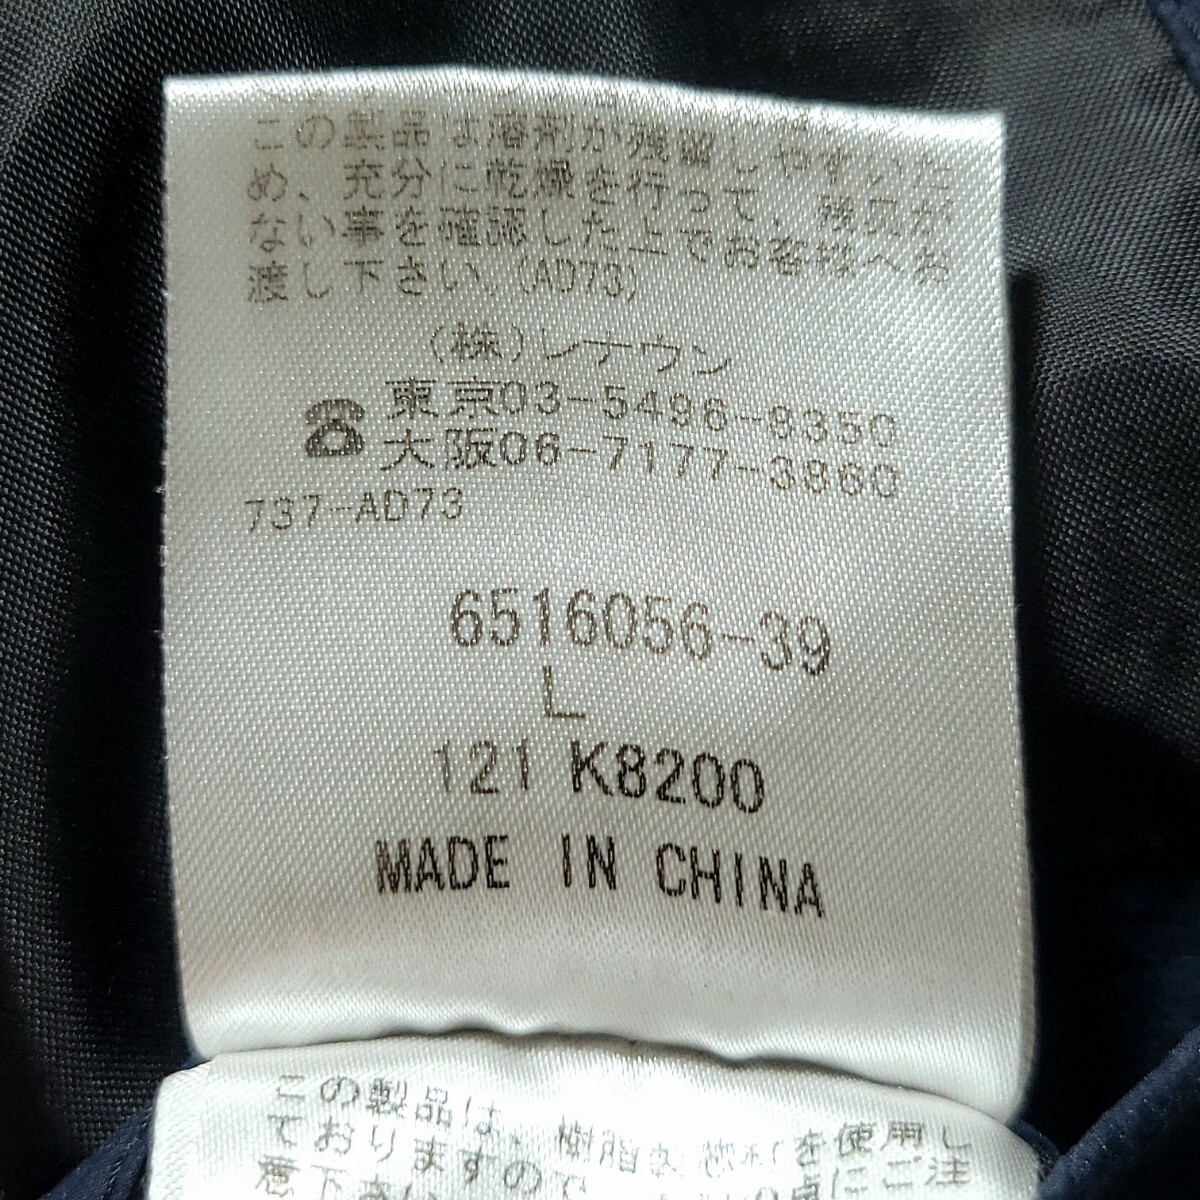 この製品は溶剤が残留しやすいた
め、充分に乾燥を行って、残臭が
ない事を確認した上でお客様へお
渡し下さい。(AD73)
(株)レナウン
☎ 東京03-5496-8350
大阪06-7177-3860
737-AD73
6516056-39
L
121 K8200
MADE IN CHINA
この製品は、樹脂 を使用し
ておりますので にご注
意下さい